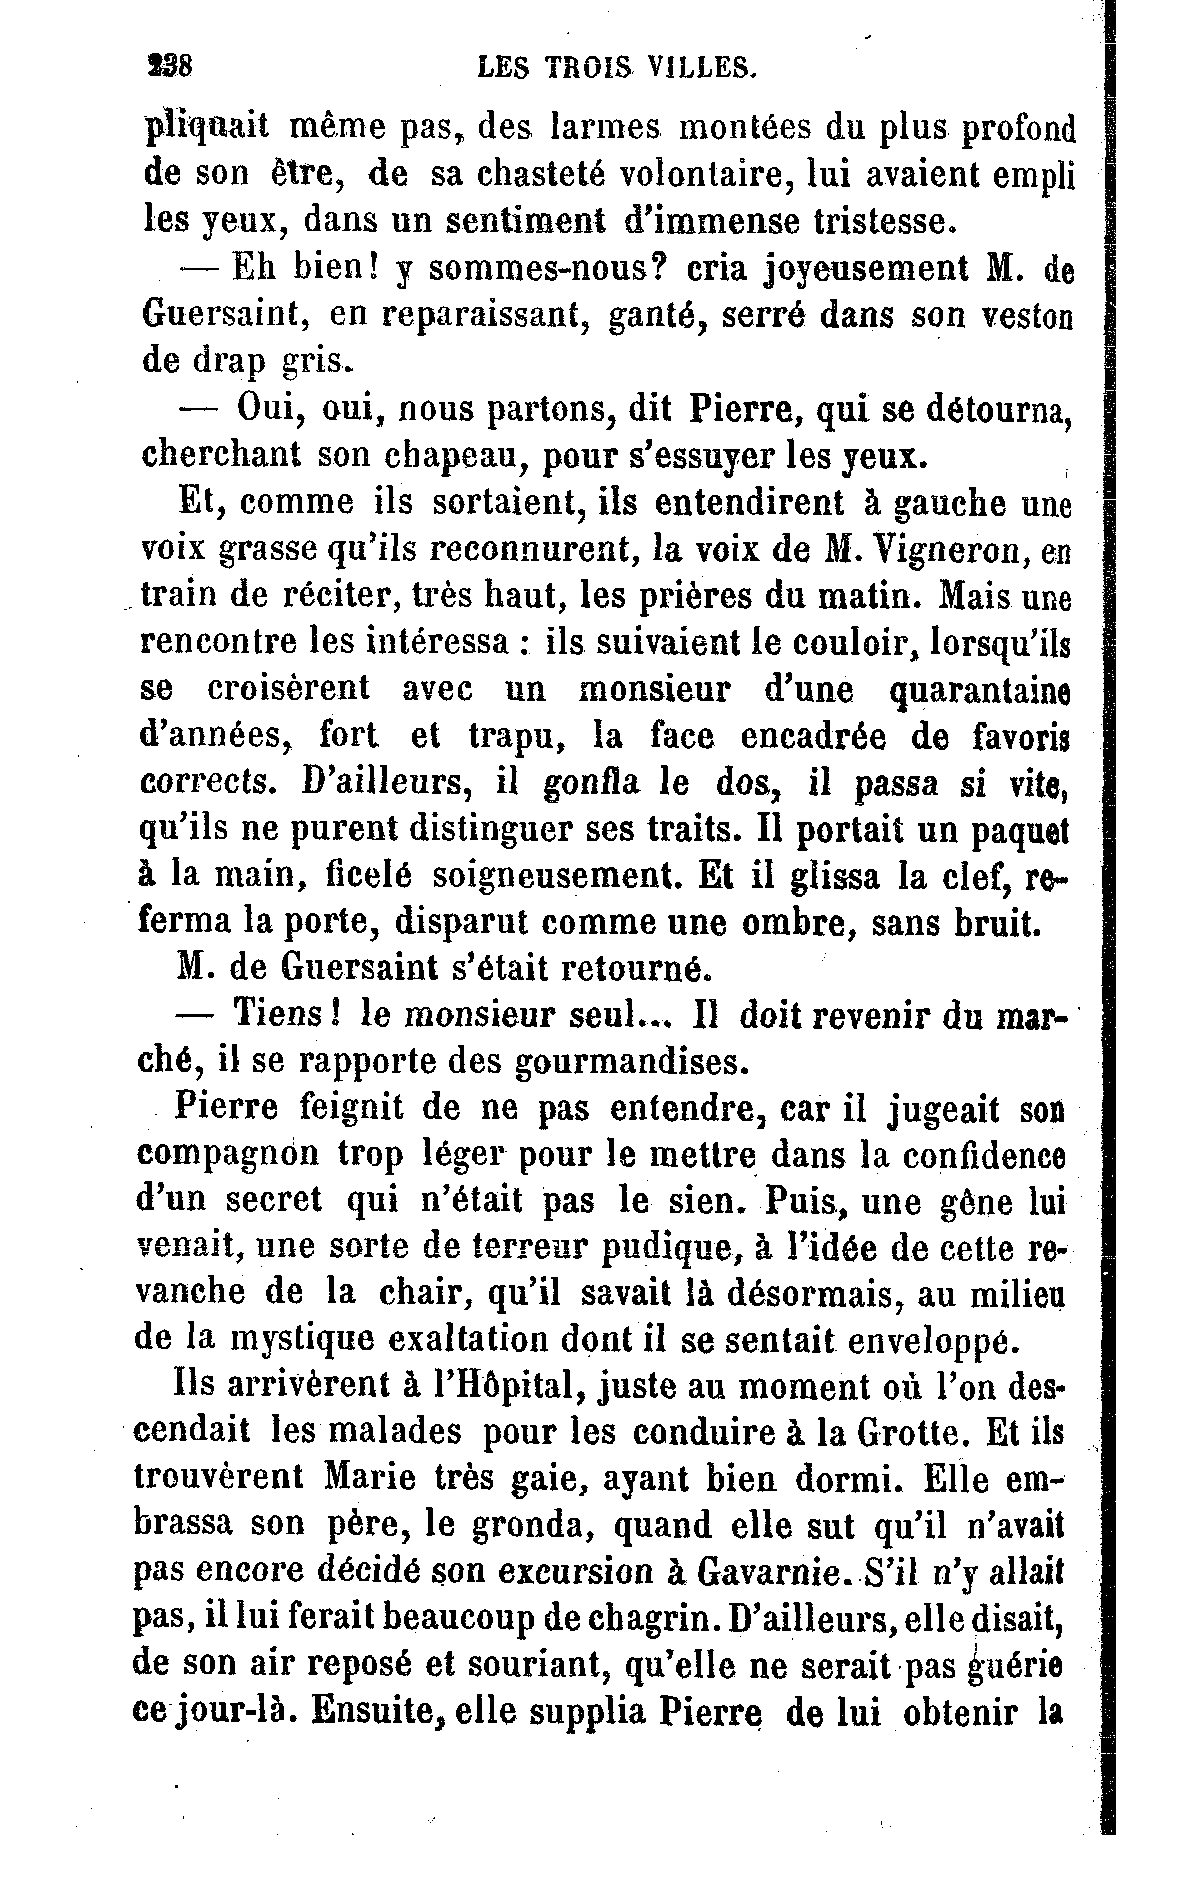 238 LES TROIS VILLES.
pliquait même pas, des larmes montées du plus profond
de son être, de sa chasteté volontaire, lui avaient empli
les yeux, dans un sentiment d'immense tristesse.
— Eh bien! y sommes-nous? cria joyeusement M. de
Guersaint, en reparaissant, ganté, serré dans son veston
de drap gris.
— Oui, oui, nous partons, dit Pierre, qui se détourna,
cherchant son chapeau, pour s'essuyer les yeux.
Et, comme ils sortaient, ils entendirent à gauche une
voix grasse qu'ils reconnurent, la voix de M. Vigneron, en
train de réciter, très haut, les prières du matin. Mais une
rencontre les intéressa : ils suivaient le couloir, lorsqu'ils
se croisèrent avec un monsieur d'une quarantaine
d'années, fort et trapu, la face encadrée de favoris
corrects. D'ailleurs, il gonfla le dos, il passa si vite,
qu'ils ne purent distinguer ses traits. Il portait un paquet
à la main, ficelé soigneusement. Et il glissa la clef, re-
ferma la porte, disparut comme une ombre, sans bruit.
M. de Guersaint s'était retourné.
— Tiens! le monsieur seul... Il doit revenir du mar-
ché, il se rapporte des gourmandises.
Pierre feignit de ne pas entendre, car il jugeait son
compagnon trop léger pour le mettre dans la confidence
d'un secret qui n'était pas le sien. Puis, une gêne lui
venait, une sorte de terreur pudique, à l'idée de cette re-
vanche de la chair, qu'il savait là désormais, au milieu
de la mystique exaltation dont il se sentait enveloppé.
Ils arrivèrent à l'Hôpital, juste au moment où l'on des-
cendait les malades pour les conduire à la Grotte. Et ils
trouvèrent Marie très gaie, ayant bien dormi. Elle em-
brassa son père, le gronda, quand elle sut qu'il n'avait
pas encore décidé son excursion à Gavarnie. S'il n'y allait
pas, il lui ferait beaucoup de chagrin. D'ailleurs, elle disait,
de son air reposé et souriant, qu'elle ne serait pas guérie
ce jour-là. Ensuite, elle supplia Pierre de lui obtenir la